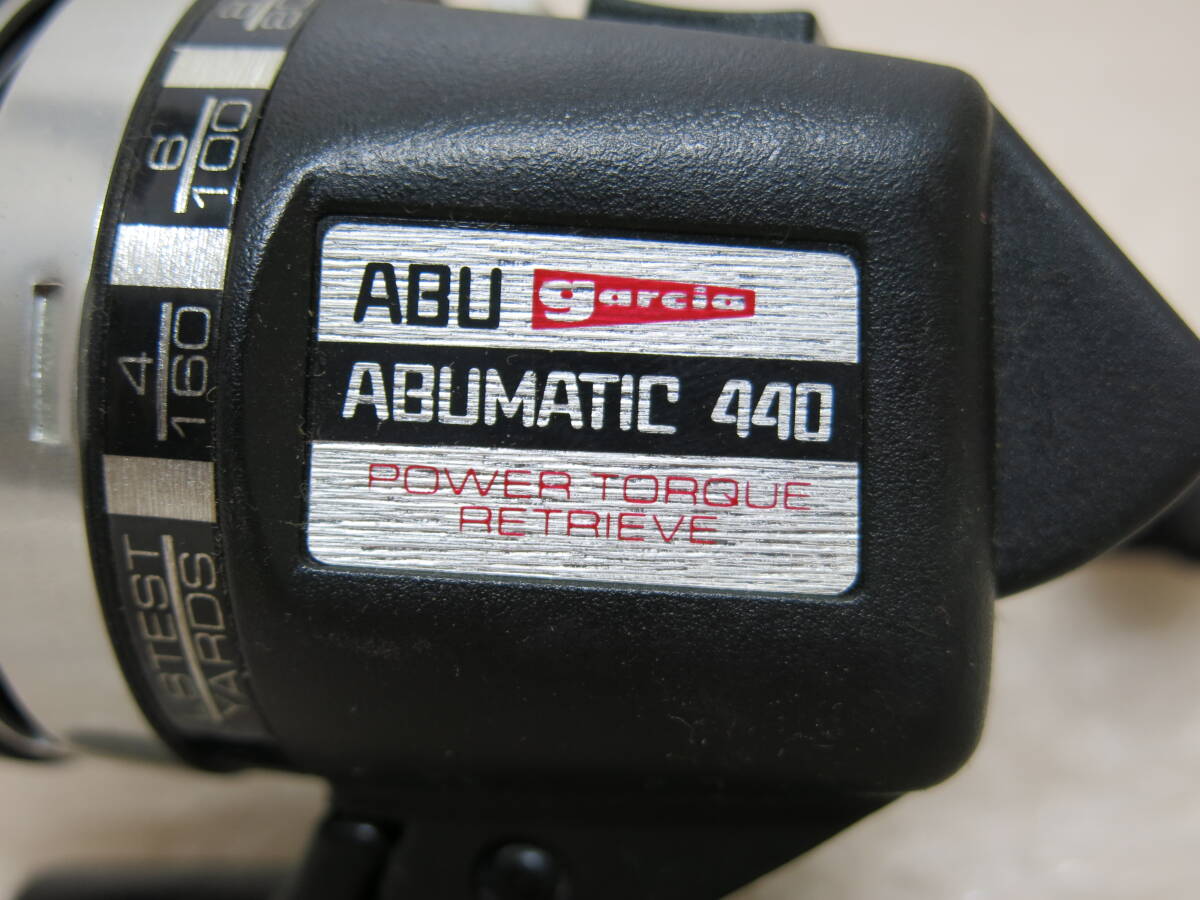 ABU garcia
ABUMATIC 440
POWER TORQUE
RETRIEVE
6
100
4
160
LBTEST
YARDS